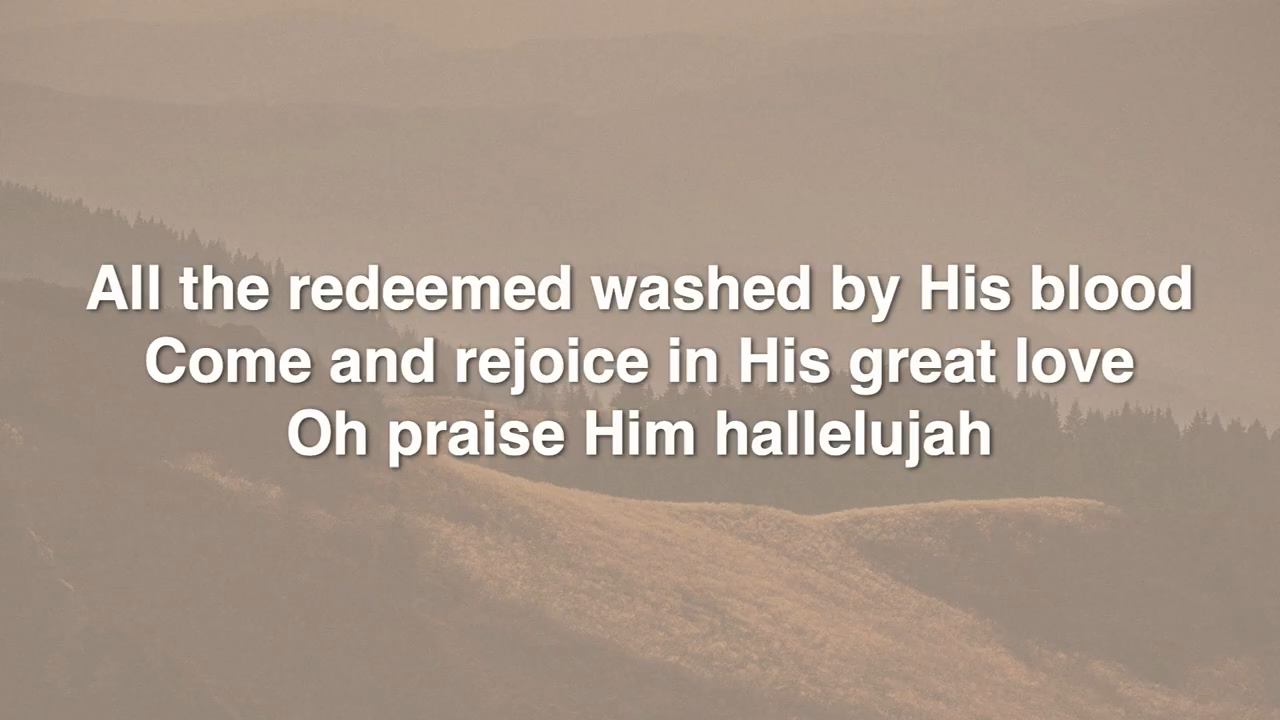 All the redeemed washed by His blood
Come and rejoice in His great love
Oh praise Him hallelujah